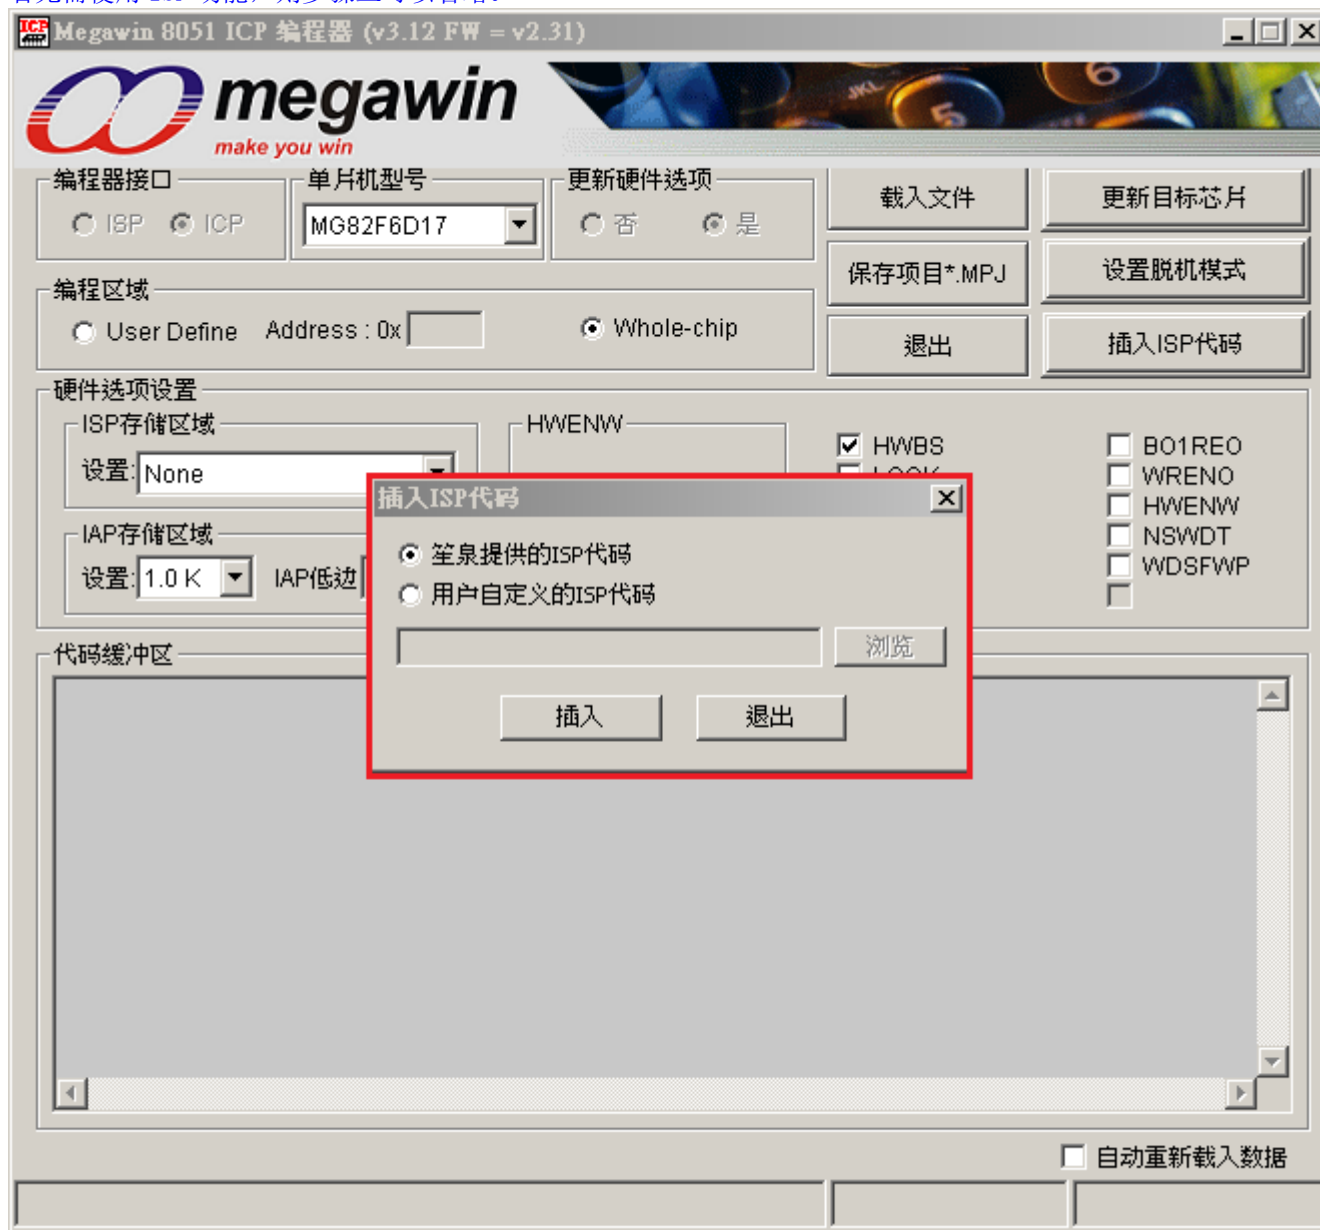 ICP Megawin 8051 ICP 编程器 (v3.12 FW = v2.31)
megawin
make you win
JKL 5 6
编程器接口
ISP ICP
单片机型号
MG82F6D17
更新硬件选项
否 是
载入文件
更新目标芯片
保存项目*.MPJ
设置脱机模式
编程区域
User Define Address : 0x
Whole-chip
退出
插入ISP代码
硬件选项设置
ISP存储区域
设置: None
HWENW
HWBS
BO1REO
WRENO
HWENW
NSWDT
WDSFWP
IAP存储区域
设置: 1.0 K
IAP低边
插入ISP代码
笙泉提供的ISP代码
用户自定义的ISP代码
浏览
插入
退出
代码缓冲区
自动重新载入数据